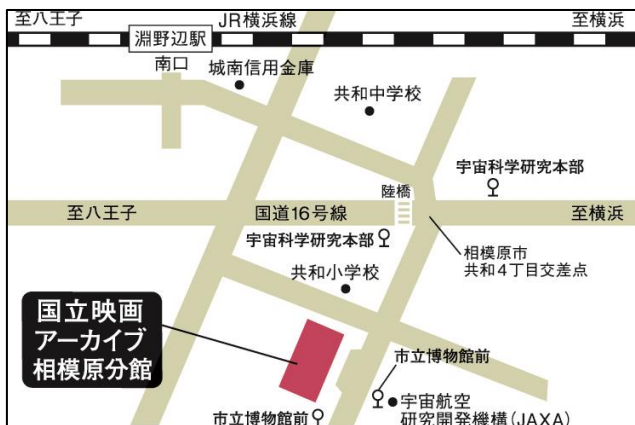 至八王子
JR横浜線
至横浜
淵野辺駅
南口
城南信用金庫
共和中学校
宇宙科学研究本部
陸橋
至八王子
国道16号線
至横浜
宇宙科学研究本部
相模原市
共和4丁目交差点
共和小学校
国立映画
アーカイブ
相模原分館
市立博物館前
市立博物館前
宇宙航空
研究開発機構(JAXA)